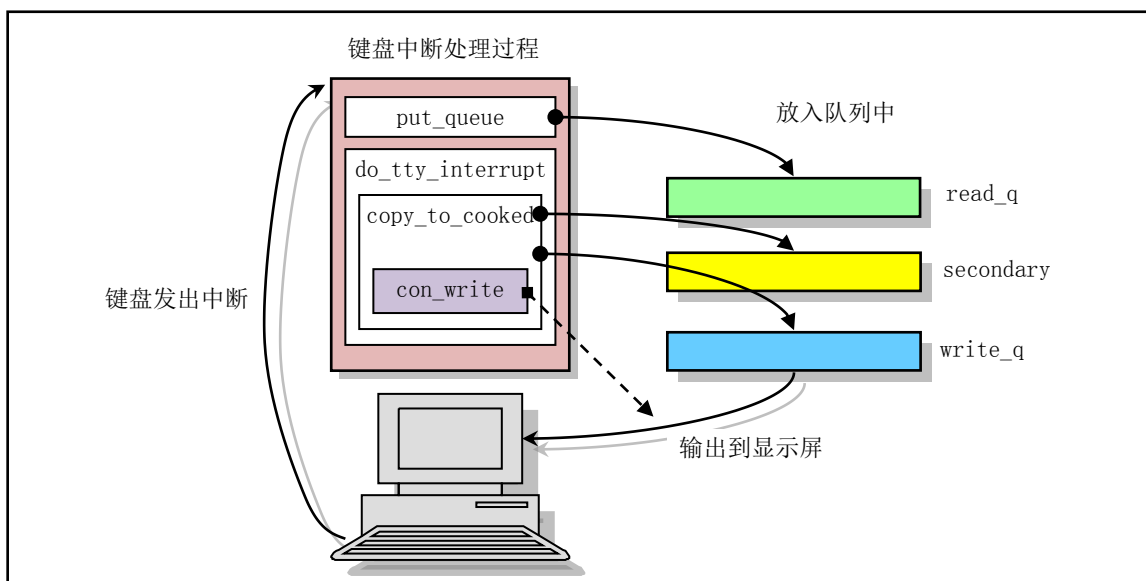 键盘中断处理过程
put_queue
放入队列中
do_tty_interrupt
read_q
copy_to_cooked
secondary
键盘发出中断
con_write
write_q
输出到显示屏